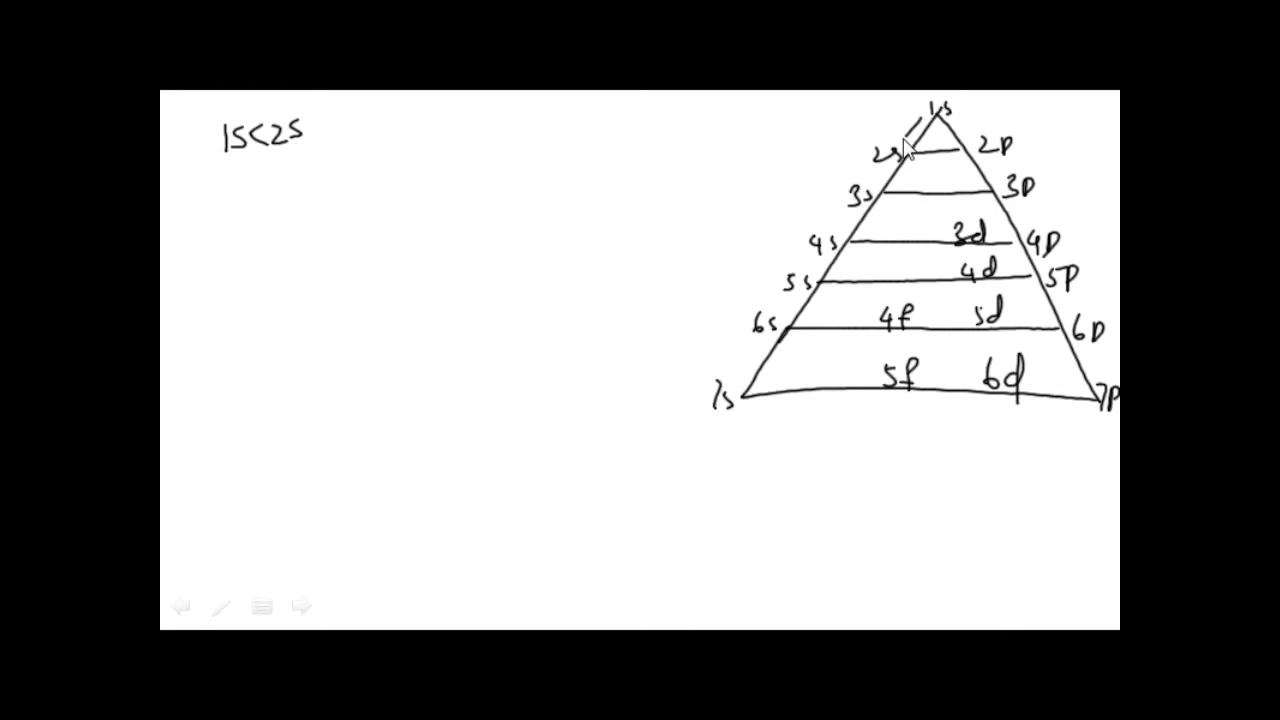 1s
1s<2s
2s 2p
3s 3p
4s 3d 4p
5s 4d 5p
6s 4f 5d 6p
7s 5f 6d 7p